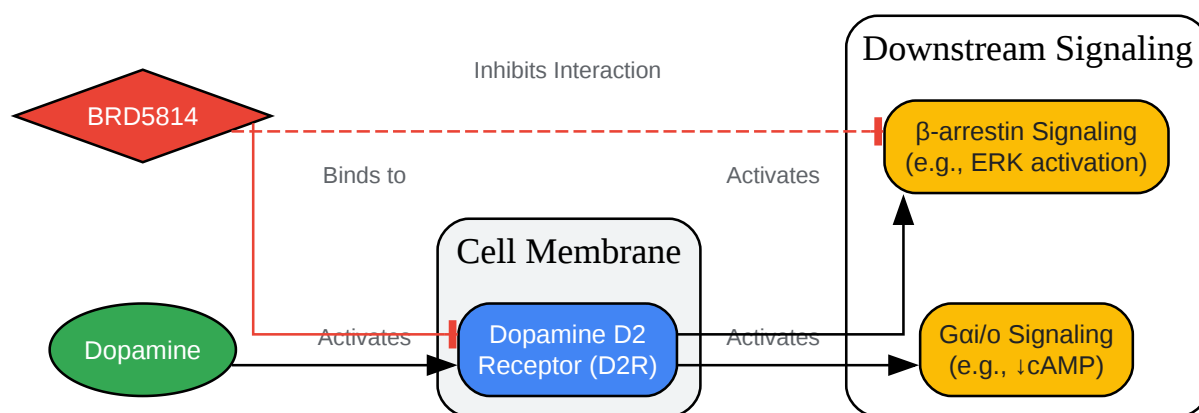 Downstream Signaling
Inhibits Interaction
BRD5814
β-arrestin Signaling
(e.g., ERK activation)
Binds to
Activates
Cell Membrane
Activates
Dopamine D2
Receptor (D2R)
Activates
Dopamine
Gαi/o Signaling
(e.g., ↓cAMP)